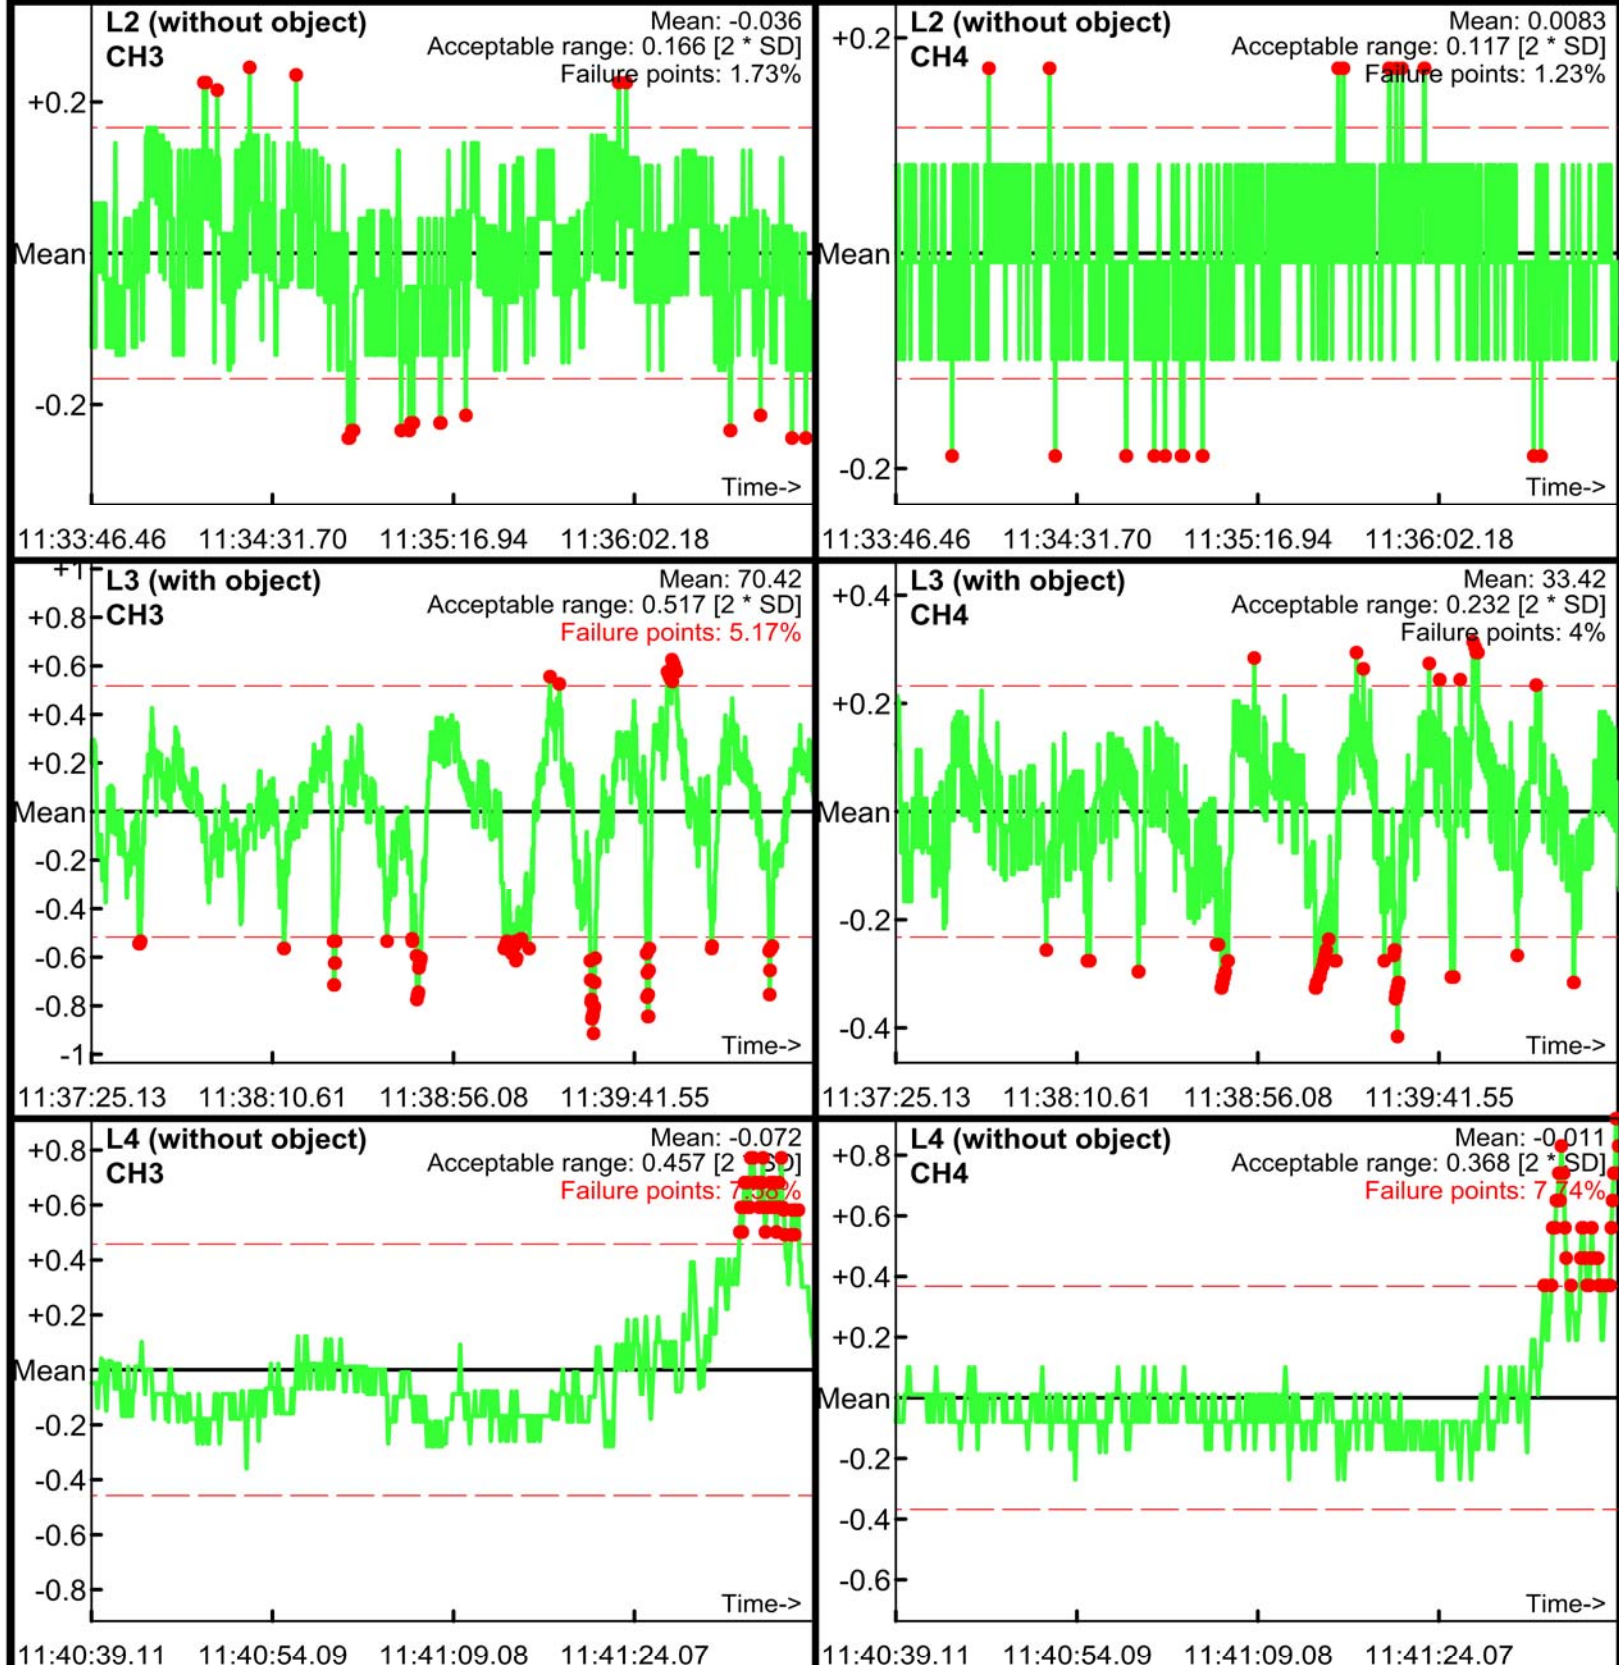 L2 (without object)
CH3
Mean: -0.036
Acceptable range: 0.166 [2 * SD]
Failure points: 1.73%
+0.2
Mean
-0.2
Time->
11:33:46.46 11:34:31.70 11:35:16.94 11:36:02.18
L2 (without object)
CH4
Mean: 0.0083
Acceptable range: 0.117 [2 * SD]
Failure points: 1.23%
+0.2
Mean
-0.2
Time->
11:33:46.46 11:34:31.70 11:35:16.94 11:36:02.18
L3 (with object)
CH3
Mean: 70.42
Acceptable range: 0.517 [2 * SD]
Failure points: 5.17%
+1
+0.8
+0.6
+0.4
+0.2
Mean
-0.2
-0.4
-0.6
-0.8
-1
Time->
11:37:25.13 11:38:10.61 11:38:56.08 11:39:41.55
L3 (with object)
CH4
Mean: 33.42
Acceptable range: 0.232 [2 * SD]
Failure points: 4%
+0.4
+0.2
Mean
-0.2
-0.4
Time->
11:37:25.13 11:38:10.61 11:38:56.08 11:39:41.55
L4 (without object)
CH3
Mean: -0.072
Acceptable range: 0.457 [2 * SD]
Failure points:
+0.8
+0.6
+0.4
+0.2
Mean
-0.2
-0.4
-0.6
-0.8
Time->
11:40:39.11 11:40:54.09 11:41:09.08 11:41:24.07
L4 (without object)
CH4
Mean: -0.011
Acceptable range: 0.368 [2 * SD]
Failure points: 7.74%
+0.8
+0.6
+0.4
+0.2
Mean
-0.2
-0.4
-0.6
Time->
11:40:39.11 11:40:54.09 11:41:09.08 11:41:24.07